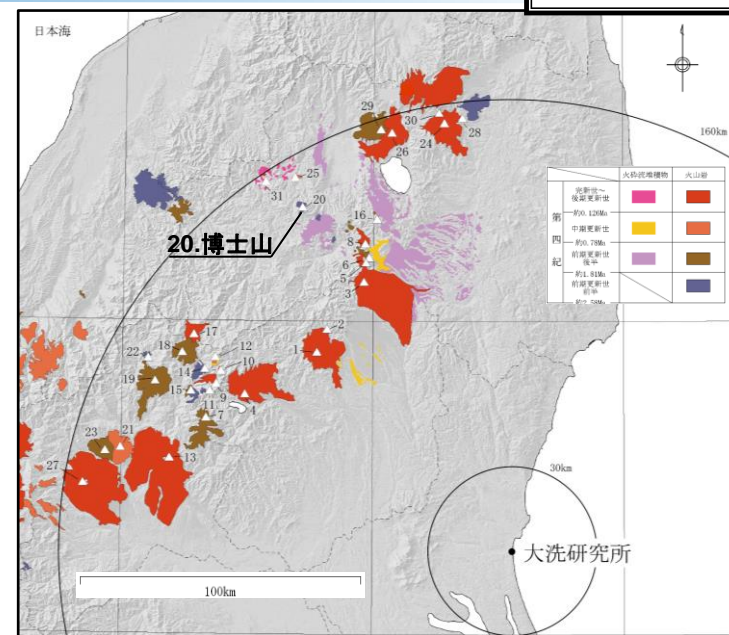 日本海
160km
29
30
24
28
26
25
31
20
20.博士山
16
8
6
5
3
火砕流堆積物
火山岩
第四紀
完新世~
後期更新世
約0.126Ma
中期更新世
約0.78Ma
前期更新世
後半
約1.81Ma
前期更新世
前半
約2.58Ma
17
2
18
12
1
22
14
10
19
15
9
4
11
7
23
21
13
27
30km
大洗研究所
100km